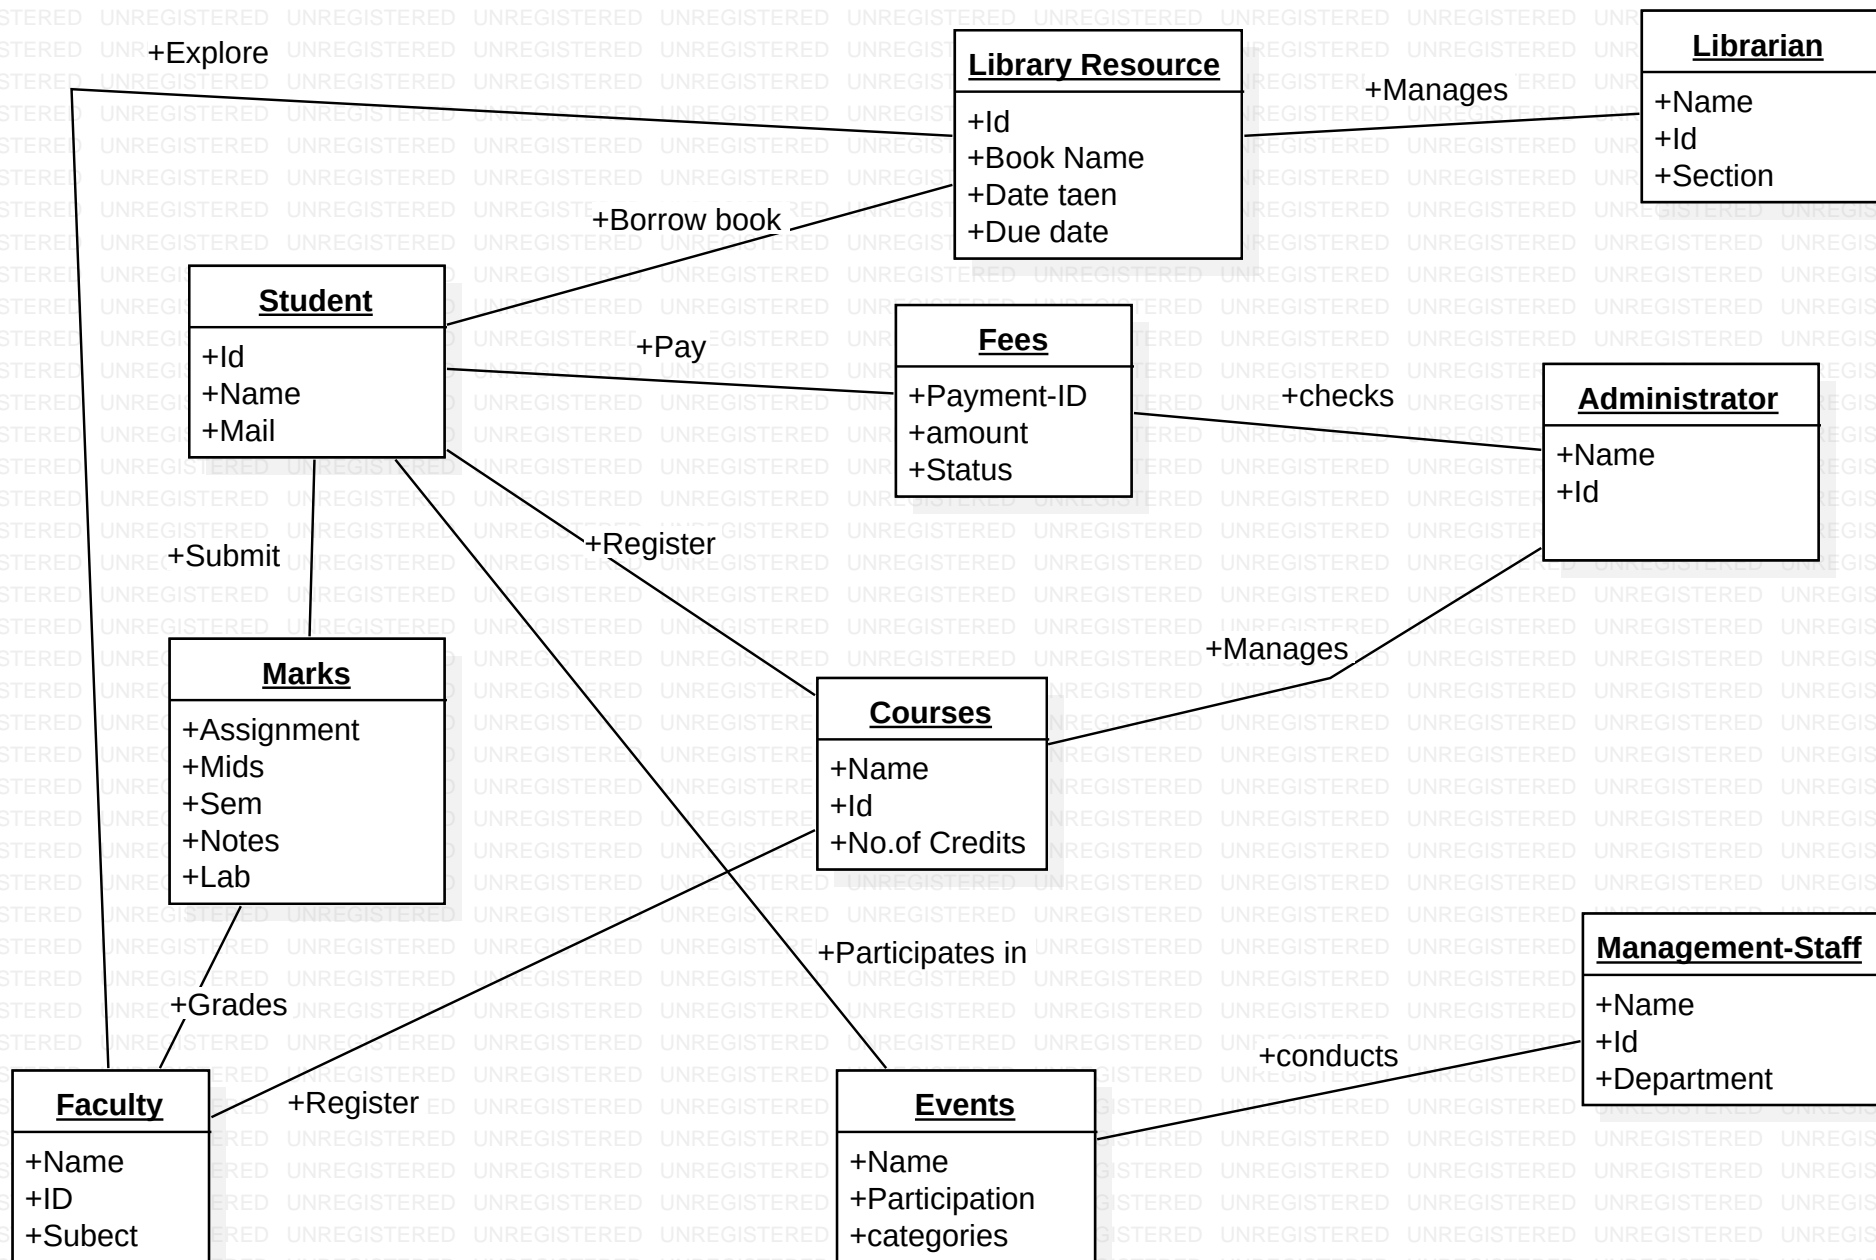 +Explore
Library Resource
+Id
+Book Name
+Date taen
+Due date
+Manages
Librarian
+Name
+Id
+Section
+Borrow book
Student
+Id
+Name
+Mail
+Pay
Fees
+Payment-ID
+amount
+Status
+checks
Administrator
+Name
+Id
+Submit
+Register
+Manages
Marks
+Assignment
+Mids
+Sem
+Notes
+Lab
Courses
+Name
+Id
+No.of Credits
+Grades
+Participates in
Management-Staff
+Name
+Id
+Department
+conducts
Faculty
+Name
+ID
+Subect
+Register
Events
+Name
+Participation
+categories
UNREGISTERED